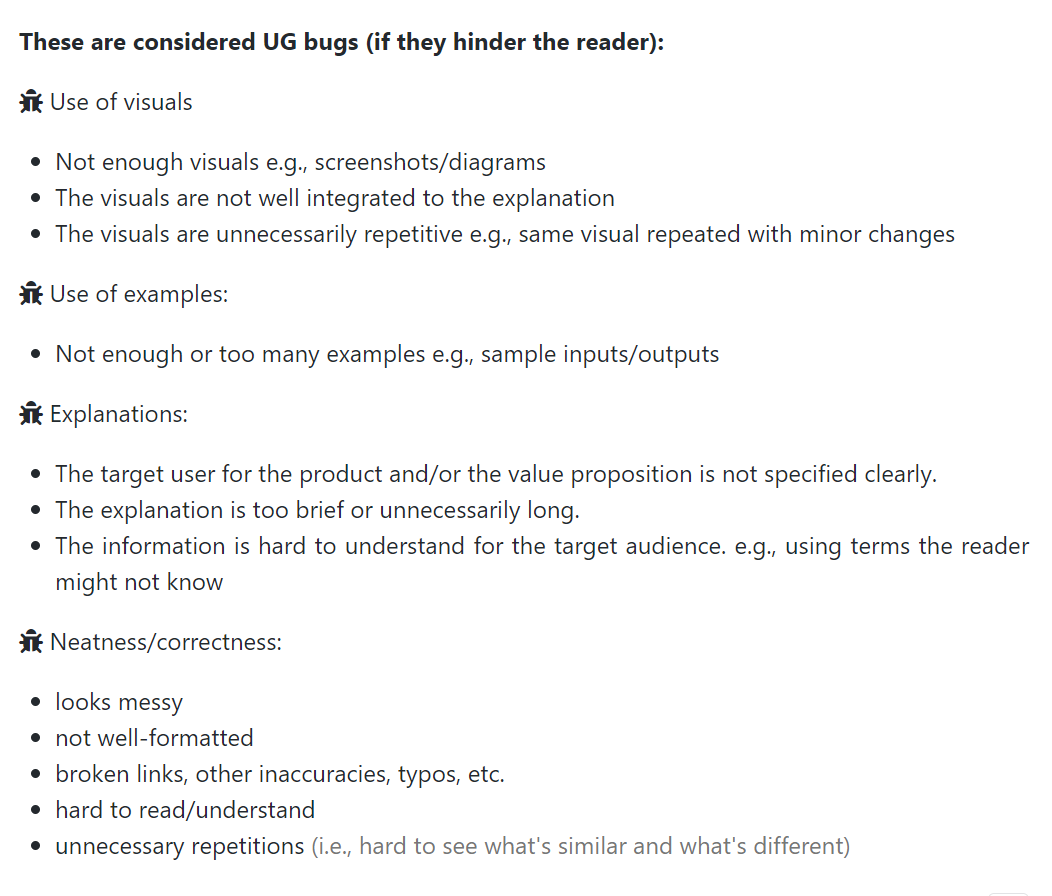 These are considered UG bugs (if they hinder the reader):
Use of visuals
• Not enough visuals e.g., screenshots/diagrams
• The visuals are not well integrated to the explanation
• The visuals are unnecessarily repetitive e.g., same visual repeated with minor changes
Use of examples:
• Not enough or too many examples e.g., sample inputs/outputs
Explanations:
• The target user for the product and/or the value proposition is not specified clearly.
• The explanation is too brief or unnecessarily long.
• The information is hard to understand for the target audience. e.g., using terms the reader
might not know
Neatness/correctness:
• looks messy
• not well-formatted
• broken links, other inaccuracies, typos, etc.
• hard to read/understand
• unnecessary repetitions (i.e., hard to see what's similar and what's different)